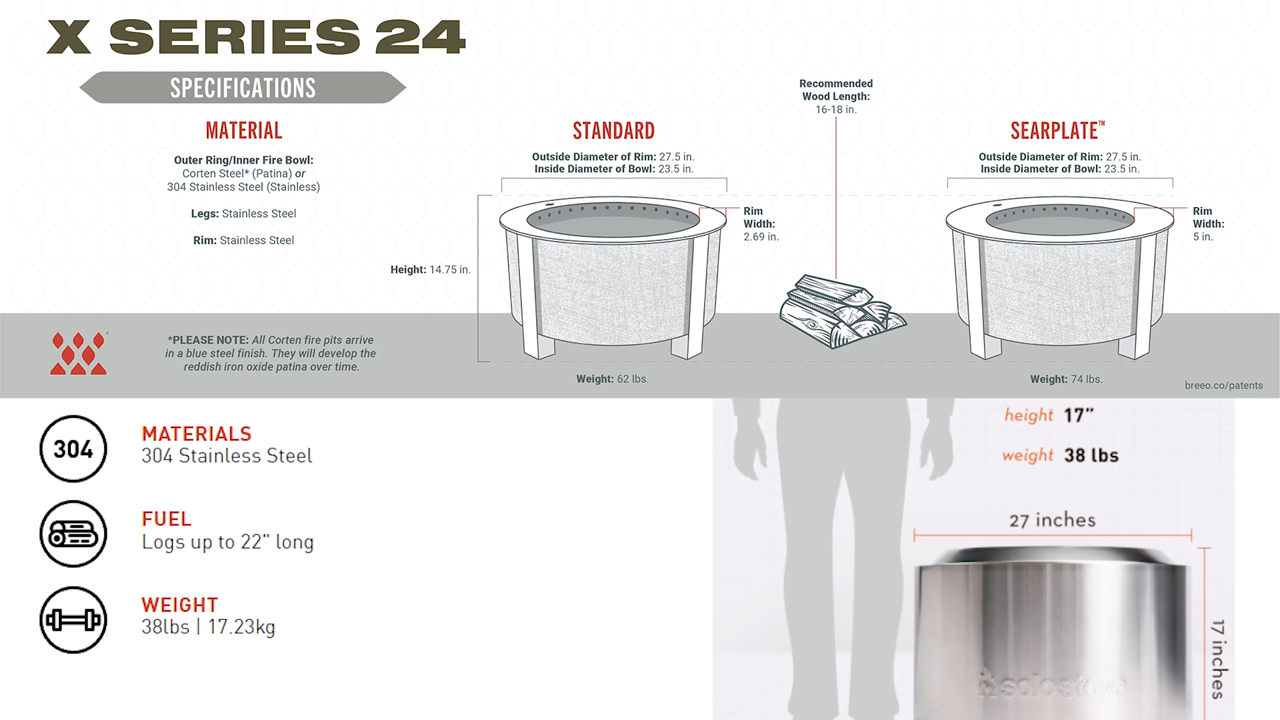 X SERIES 24
SPECIFICATIONS
MATERIAL
Outer Ring/Inner Fire Bowl:
Corten Steel* (Patina) or
304 Stainless Steel (Stainless)
Legs: Stainless Steel
Rim: Stainless Steel
*PLEASE NOTE: All Corten fire pits arrive
in a blue steel finish. They will develop the
reddish iron oxide patina over time.
STANDARD
Outside Diameter of Rim: 27.5 in.
Inside Diameter of Bowl: 23.5 in.
Rim
Width:
2.69 in.
Height: 14.75 in.
Weight: 62 lbs.
Recommended
Wood Length:
16-18 in.
SEARPLATE™
Outside Diameter of Rim: 27.5 in.
Inside Diameter of Bowl: 23.5 in.
Rim
Width:
5 in.
Weight: 74 lbs.
breeo.co/patents
304
MATERIALS
304 Stainless Steel
FUEL
Logs up to 22" long
WEIGHT
38lbs | 17.23kg
height 17”
weight 38 lbs
27 inches
17 inches
solo stove